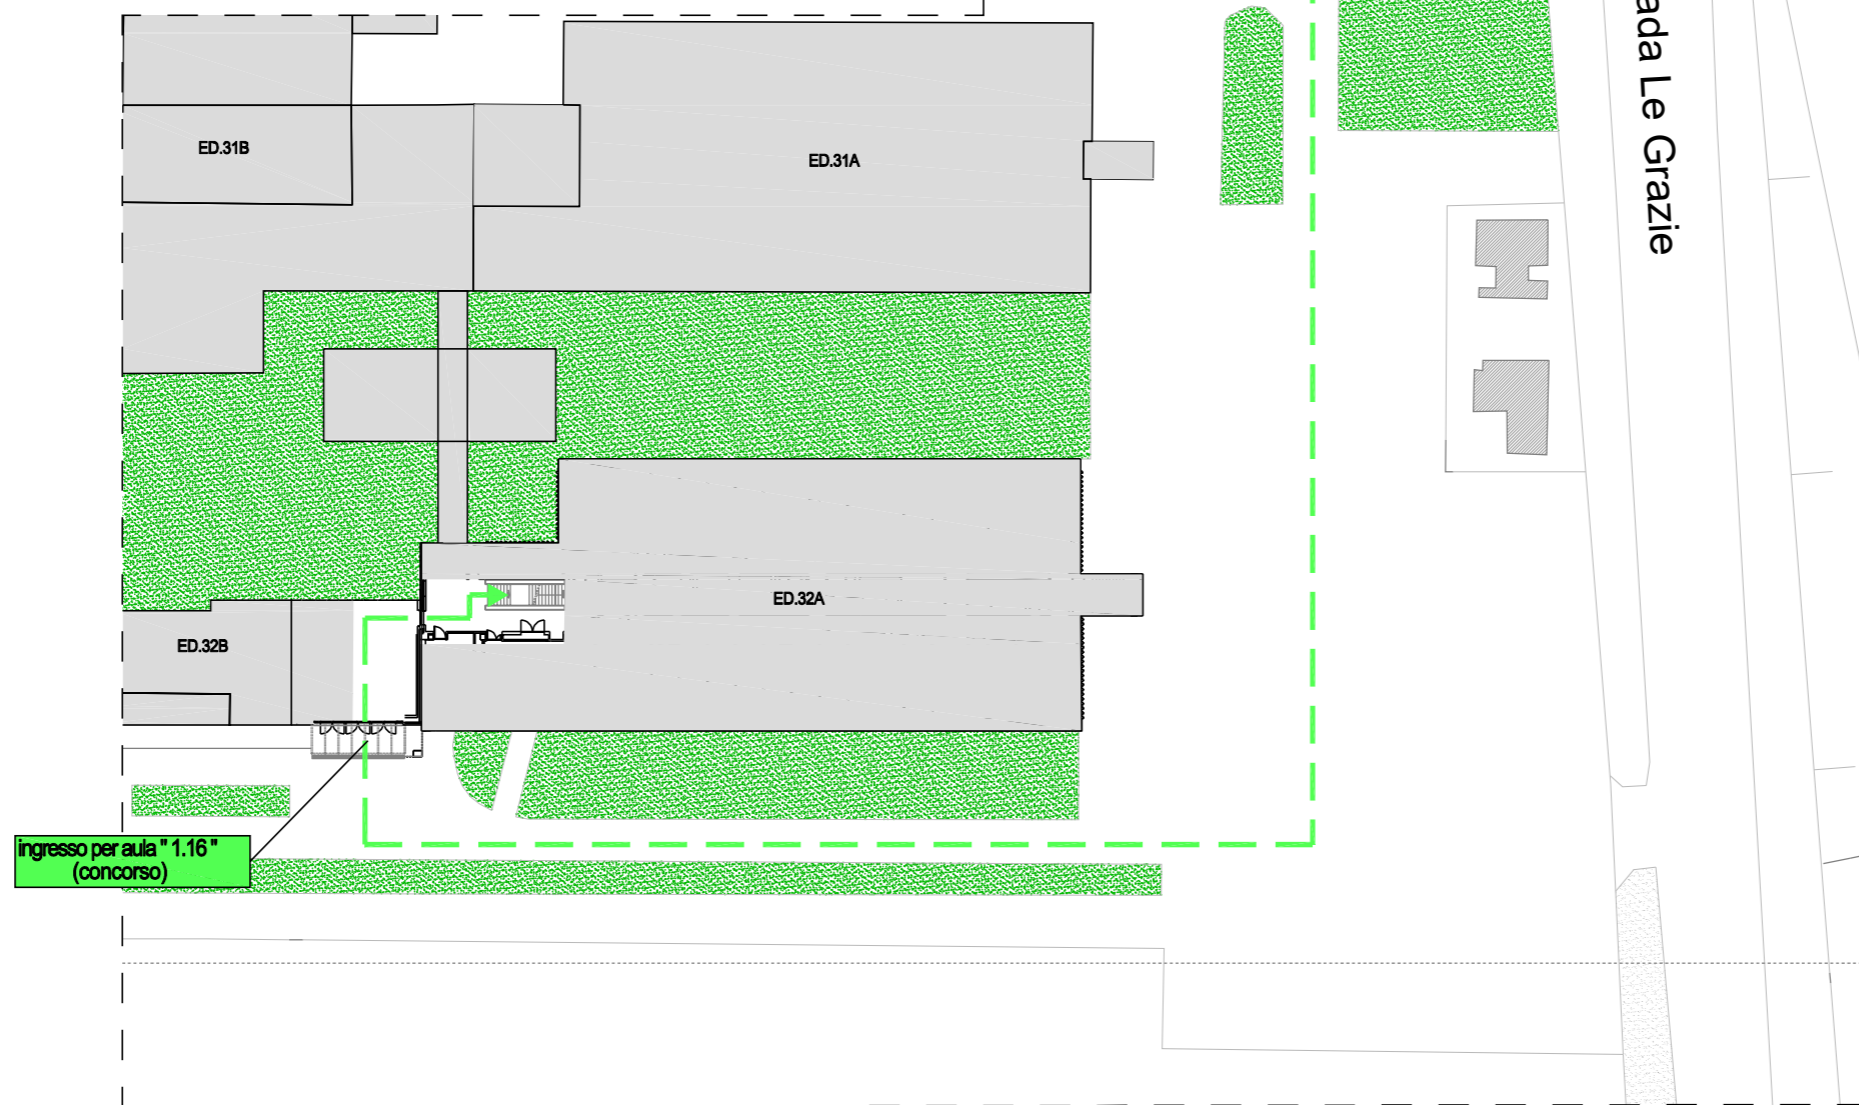 ada Le Grazie
ED.31B
ED.31A
ED.32A
ED.32B
ingresso per aula " 1.16 "
(concorso)